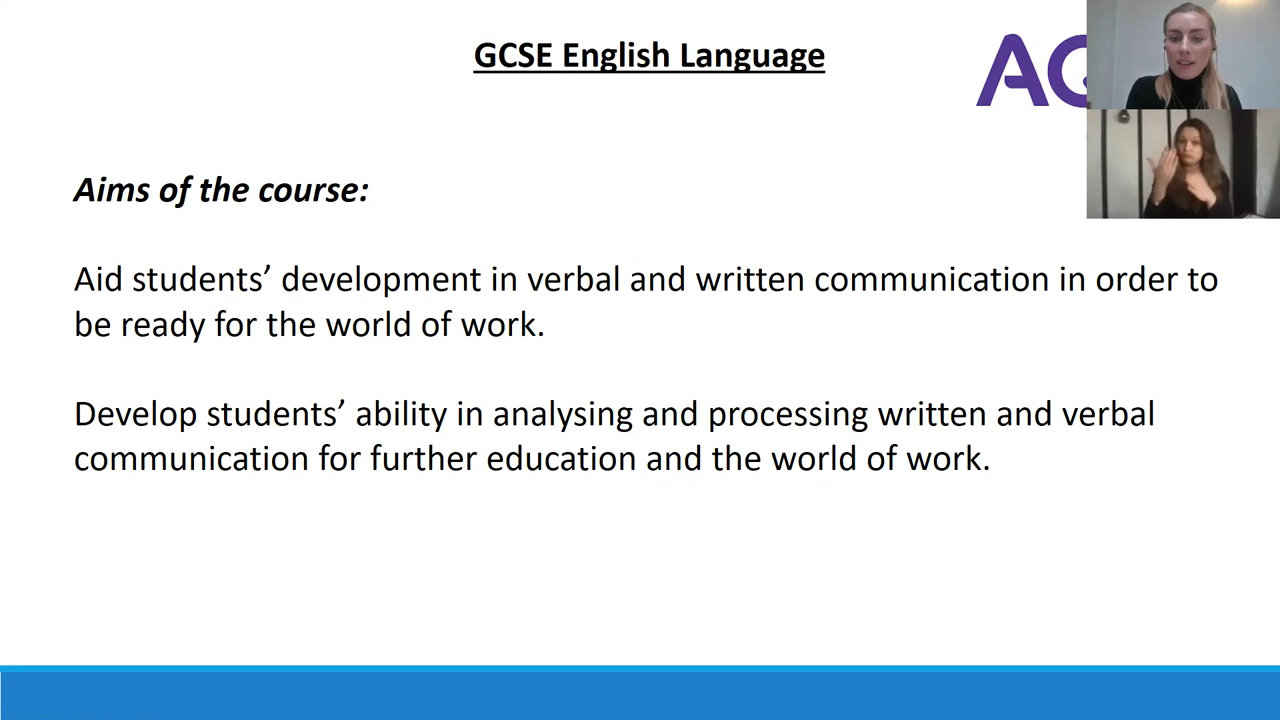 GCSE English Language
Aims of the course:
Aid students’ development in verbal and written communication in order to
be ready for the world of work.
Develop students’ ability in analysing and processing written and verbal
communication for further education and the world of work.